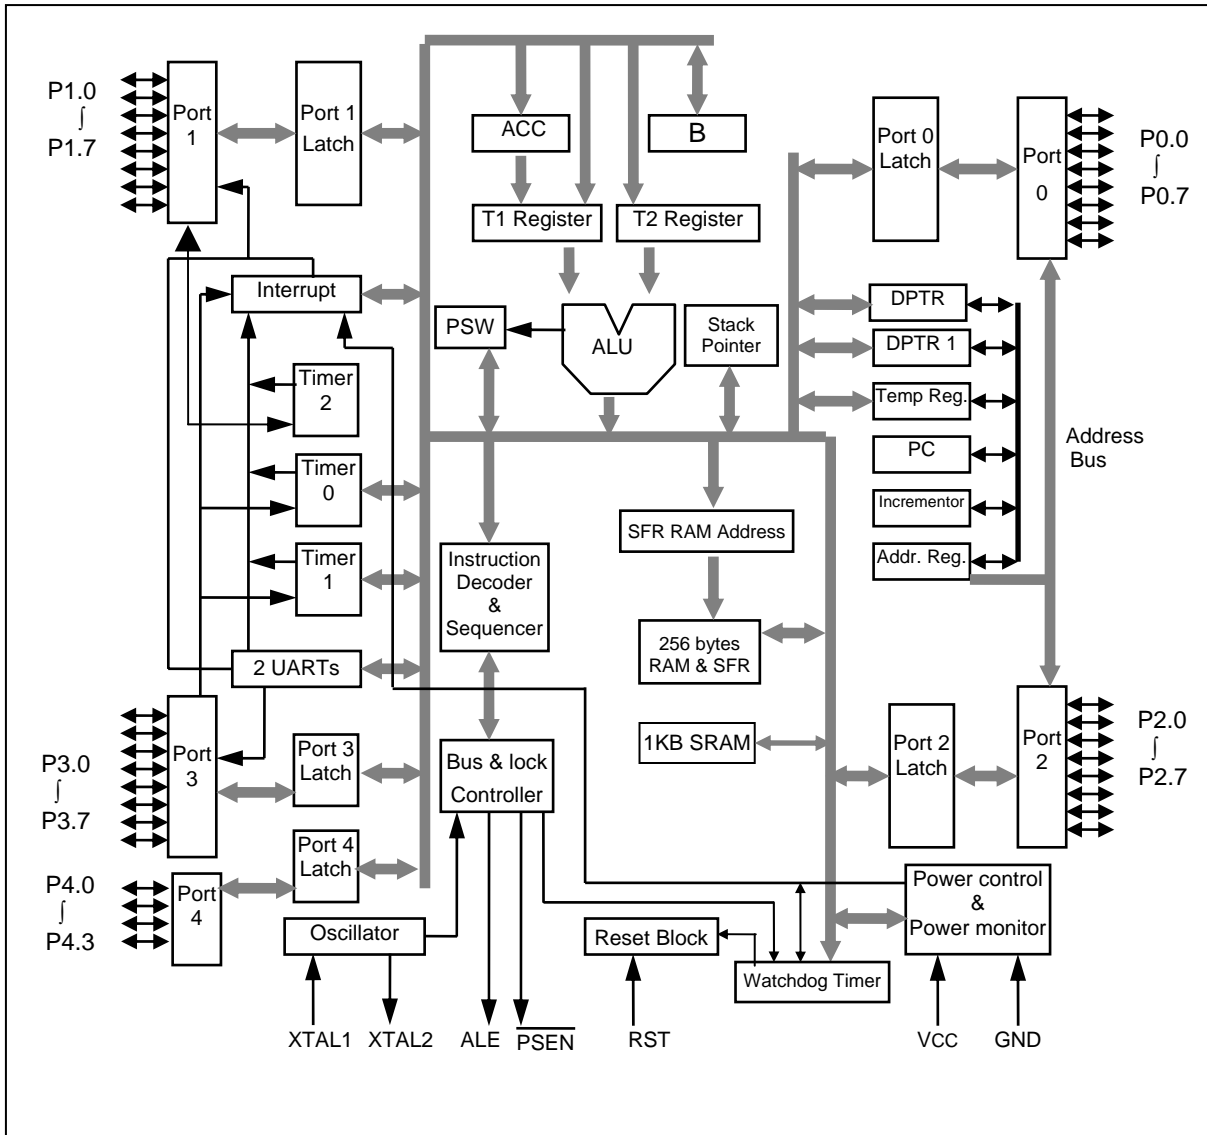 P1.0
∫
P1.7
Port
1
Port 1
Latch
ACC
B
T1 Register
T2 Register
Port 0
Latch
Port
0
P0.0
∫
P0.7
Interrupt
PSW
ALU
Stack
Pointer
DPTR
DPTR 1
Temp Reg.
PC
Incrementor
Addr. Reg.
Address
Bus
Timer
2
Timer
0
Timer
1
2 UARTs
Instruction
Decoder
&
Sequencer
SFR RAM Address
256 bytes
RAM & SFR
1KB SRAM
P3.0
∫
P3.7
Port
3
Port 3
Latch
Bus & lock
Controller
Port 2
Latch
Port
2
P2.0
∫
P2.7
P4.0
∫
P4.3
Port
4
Port 4
Latch
Oscillator
Reset Block
Watchdog Timer
Power control
&
Power monitor
XTAL1
XTAL2
ALE
PSEN
RST
VCC
GND